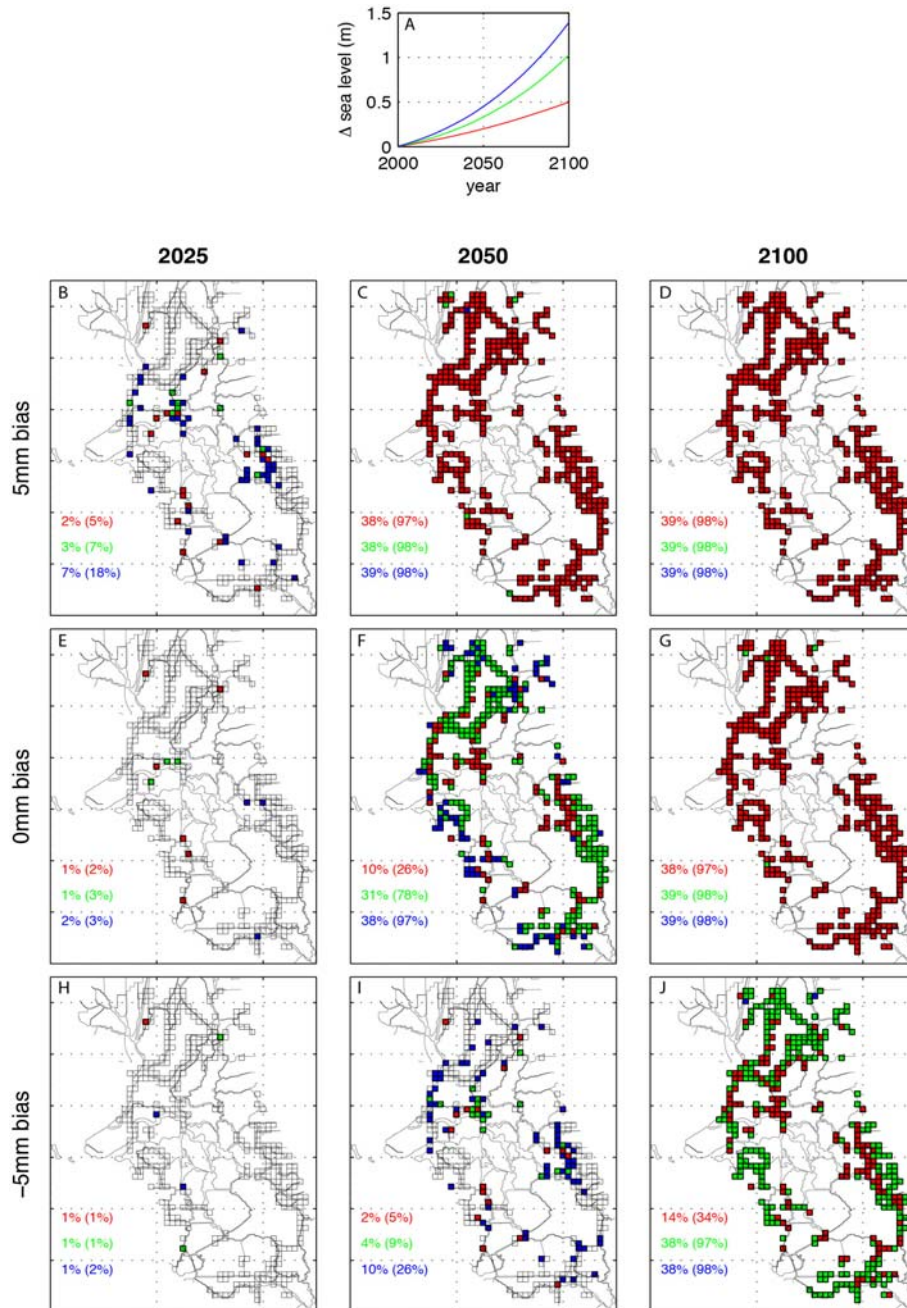 A
1.5
1
0.5
0
Δ sea level (m)
2000 2050 2100
year
2025 2050 2100
5mm bias
B
2% (5%)
3% (7%)
7% (18%)
C
38% (97%)
38% (98%)
39% (98%)
D
39% (98%)
39% (98%)
39% (98%)
0mm bias
E
1% (2%)
1% (3%)
2% (3%)
F
10% (26%)
31% (78%)
38% (97%)
G
38% (97%)
39% (98%)
39% (98%)
−5mm bias
H
1% (1%)
1% (1%)
1% (2%)
I
2% (5%)
4% (9%)
10% (26%)
J
14% (34%)
38% (97%)
38% (98%)